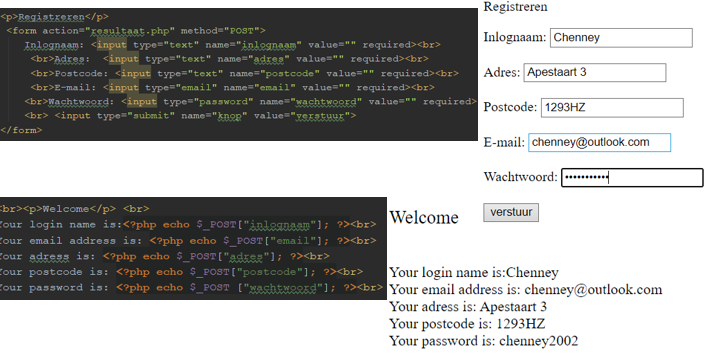 <p>Registreren</p>
<form action="resultaat.php" method="POST">
Inlognaam: <input type="text" name="inlognaam" value="" required><br>
<br>Adres:  <input type="text" name="adres" value="" required><br>
<br>Postcode: <input type="text" name="postcode" value="" required><br>
<br>E-mail: <input type="email" name="email" value="" required><br>
<br>Wachtwoord: <input type="password" name="wachtwoord" value="" required>
<br> <input type="submit" name="knop" value="verstuur">
</form>
Registreren
Inlognaam: Chenney
Adres: Apestaart 3
Postcode: 1293HZ
E-mail: chenney@outlook.com
Wachtwoord: •••••••••••
verstuur
<br><p>Welcome</p> <br>
Your login name is:<?php echo $_POST["inlognaam"]; ?><br>
Your email address is: <?php echo $_POST["email"]; ?><br>
Your adress is: <?php echo $_POST["adres"]; ?><br>
Your postcode is: <?php echo $_POST["postcode"]; ?><br>
Your password is: <?php echo $_POST ["wachtwoord"]; ?><br>
Welcome
Your login name is:Chenney
Your email address is: chenney@outlook.com
Your adress is: Apestaart 3
Your postcode is: 1293HZ
Your password is: chenney2002